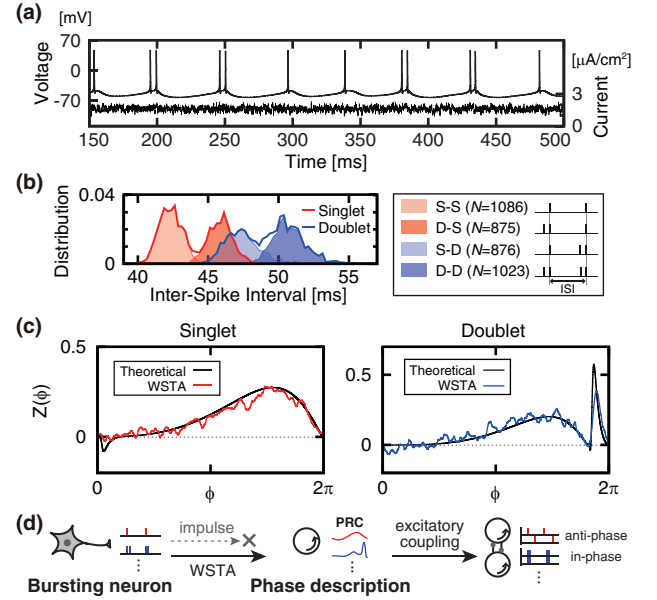 (a)
[mV]
70
0
-70
Voltage
[μA/cm²]
3
0
Current
150 200 250 300 350 400 450 500
Time [ms]
(b)
0.04
0
Distribution
Singlet
Doublet
40 45 50 55
Inter-Spike Interval [ms]
S-S (N=1086)
D-S (N=875)
S-D (N=876)
D-D (N=1023)
ISI
(c)
Singlet
0.5
0
Z(ϕ)
Theoretical
WSTA
0 ϕ 2π
Doublet
0.5
0
Theoretical
WSTA
0 ϕ 2π
(d)
impulse
WSTA
Bursting neuron
PRC
Phase description
excitatory
coupling
anti-phase
in-phase